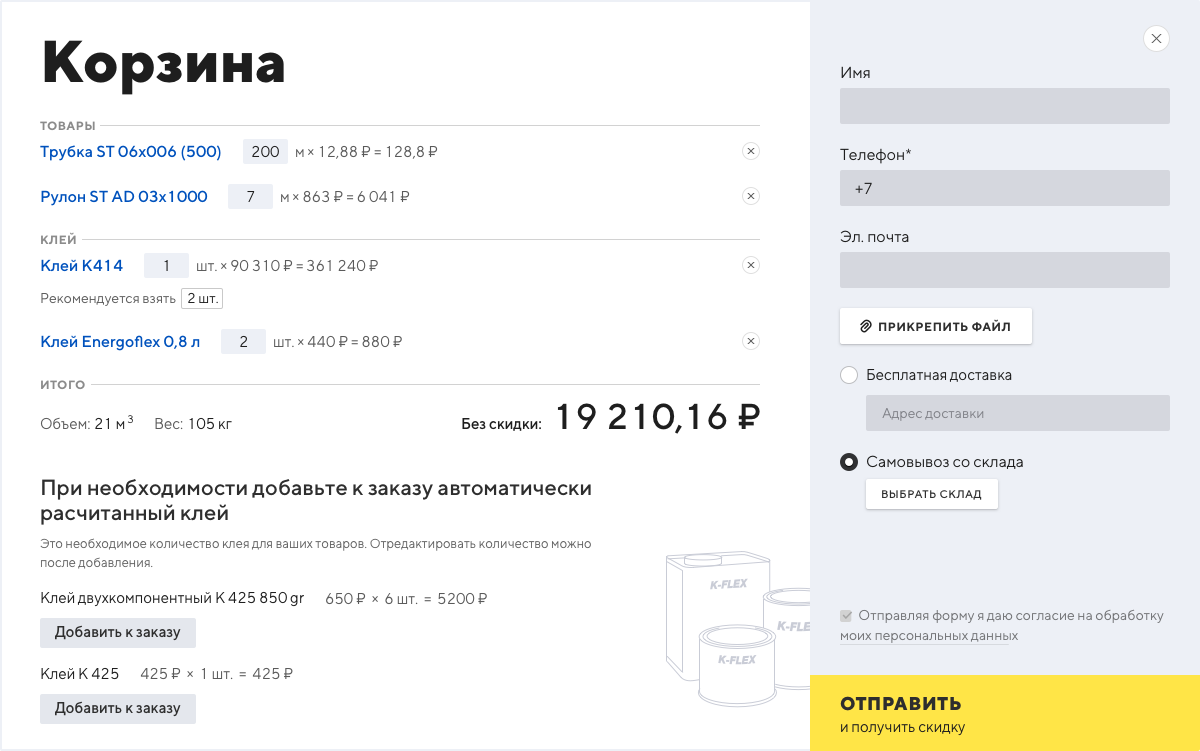 Корзина
ТОВАРЫ
Трубка ST 06x006 (500) 200 м × 12,88 ₽ = 128,8 ₽
Рулон ST AD 03x1000 7 м × 863 ₽ = 6 041 ₽
КЛЕЙ
Клей K414 1 шт. × 90 310 ₽ = 361 240 ₽
Рекомендуется взять 2 шт.
Клей Energoflex 0,8 л 2 шт. × 440 ₽ = 880 ₽
ИТОГО
Объем: 21 м³ Вес: 105 кг Без скидки: 19 210,16 ₽
При необходимости добавьте к заказу автоматически
расчитанный клей
Это необходимое количество клея для ваших товаров. Отредактировать количество можно
после добавления.
Клей двухкомпонентный K 425 850 gr 650 ₽ × 6 шт. = 5200 ₽
Добавить к заказу
Клей K 425 425 ₽ × 1 шт. = 425 ₽
Добавить к заказу
K-FLEX
K-FLE
K-FLEX
Имя
Телефон*
+7
Эл. почта
ПРИКРЕПИТЬ ФАЙЛ
Бесплатная доставка
Адрес доставки
Самовывоз со склада
ВЫБРАТЬ СКЛАД
Отправляя форму я даю согласие на обработку
моих персональных данных
ОТПРАВИТЬ
и получить скидку